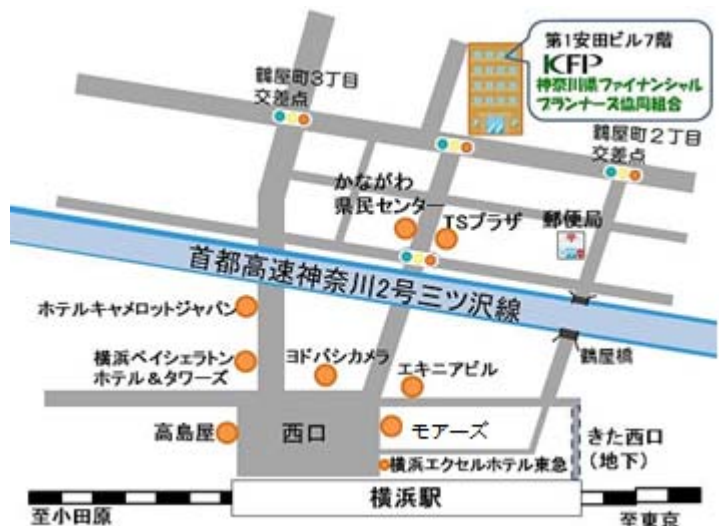 第1安田ビル7階
KFP
神奈川県ファイナンシャル
プランナーズ協同組合
鶴屋町3丁目
交差点
鶴屋町2丁目
交差点
かながわ
県民センター
TSプラザ
郵便局
首都高速神奈川2号三ツ沢線
ホテルキャメロットジャパン
鶴屋橋
横浜ベイシェラトン
ホテル&タワーズ
ヨドバシカメラ
エキニアビル
高島屋
西口
モアーズ
きた西口
(地下)
横浜エクセルホテル東急
横浜駅
至小田原
至東京